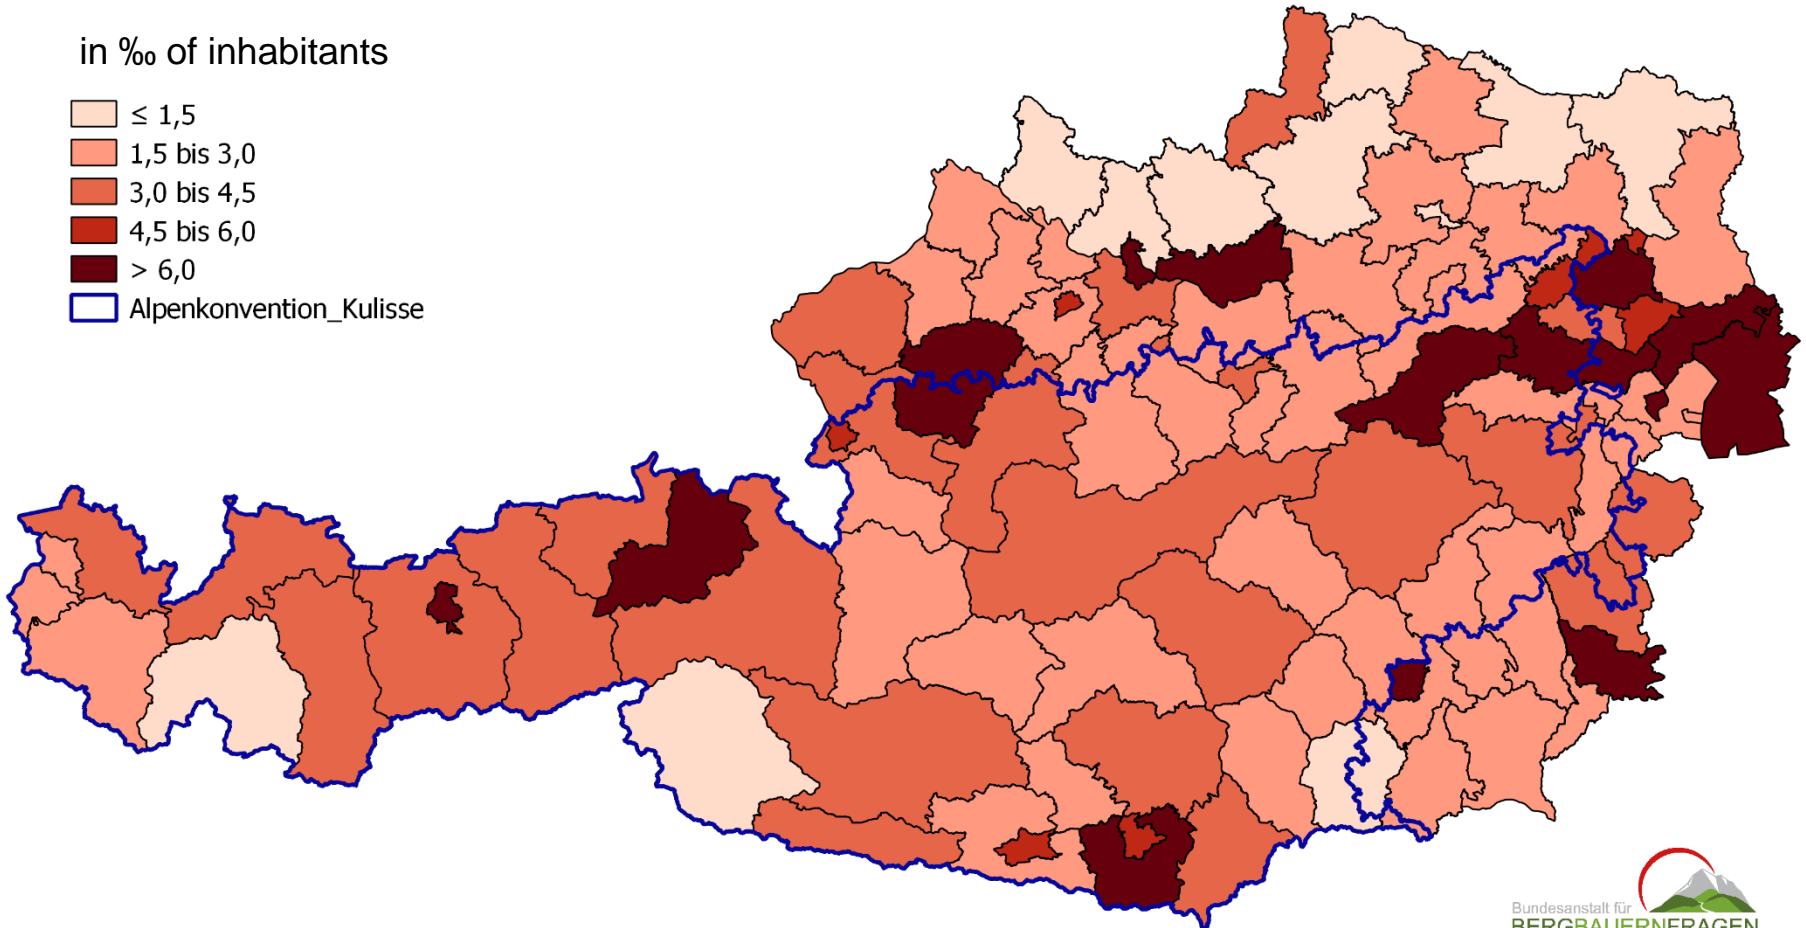 in ‰ of inhabitants
≤ 1,5
1,5 bis 3,0
3,0 bis 4,5
4,5 bis 6,0
> 6,0
Alpenkonvention_Kulisse
Bundesanstalt für
BERGBAUERNFRAGEN